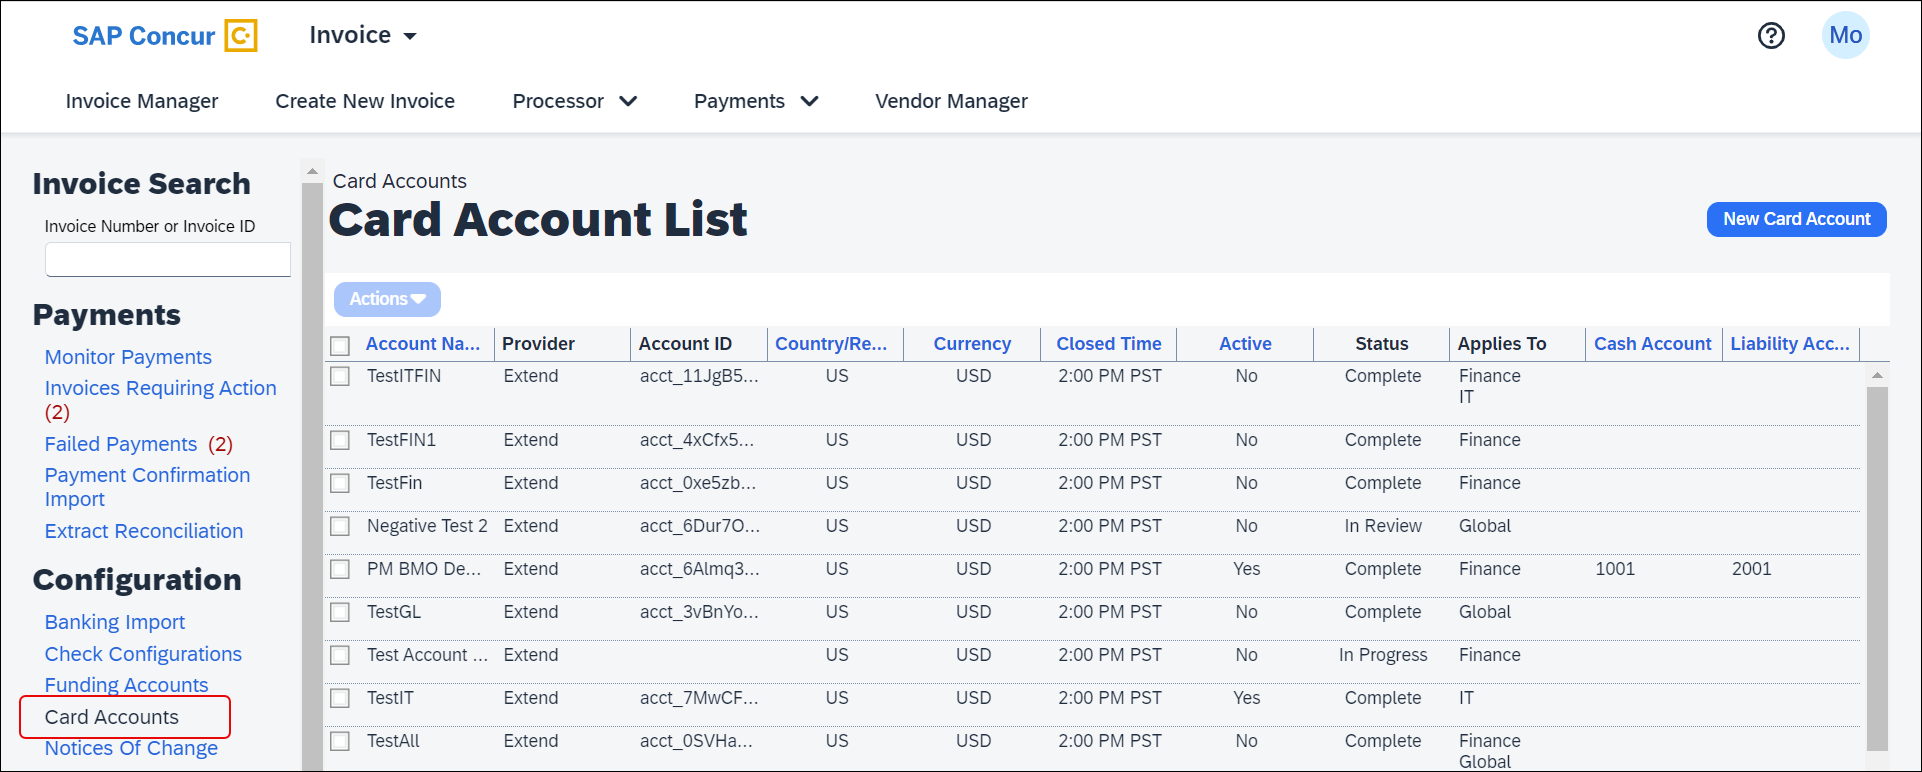 SAP Concur C. Invoice Mo
Invoice Manager Create New Invoice Processor Payments Vendor Manager
Invoice Search
Invoice Number or Invoice ID
Payments
Monitor Payments
Invoices Requiring Action
(2)
Failed Payments (2)
Payment Confirmation
Import
Extract Reconciliation
Configuration
Banking Import
Check Configurations
Funding Accounts
Card Accounts
Notices Of Change
Card Accounts
Card Account List
New Card Account
Actions
Account Na... Provider Account ID Country/Re... Currency Closed Time Active Status Applies To Cash Account Liability Acc...
TestITFIN Extend acct_11JgB5... US USD 2:00 PM PST No Complete Finance
IT
TestFIN1 Extend acct_4xCfx5... US USD 2:00 PM PST No Complete Finance
TestFin Extend acct_0xe5zb... US USD 2:00 PM PST No Complete Finance
Negative Test 2 Extend acct_6Dur7O... US USD 2:00 PM PST No In Review Global
PM BMO De... Extend acct_6Almq3... US USD 2:00 PM PST Yes Complete Finance 1001 2001
TestGL Extend acct_3vBnYo... US USD 2:00 PM PST No Complete Global
Test Account ... Extend US USD 2:00 PM PST No In Progress Finance
TestIT Extend acct_7MwCF... US USD 2:00 PM PST Yes Complete IT
TestAll Extend acct_0SVHa... US USD 2:00 PM PST No Complete Finance
Global